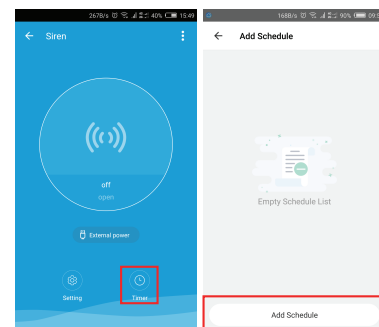 267B/s 40% 15:49
Siren
off
open
External power
Setting
Timer
168B/s 90%
Add Schedule
Empty Schedule List
Add Schedule